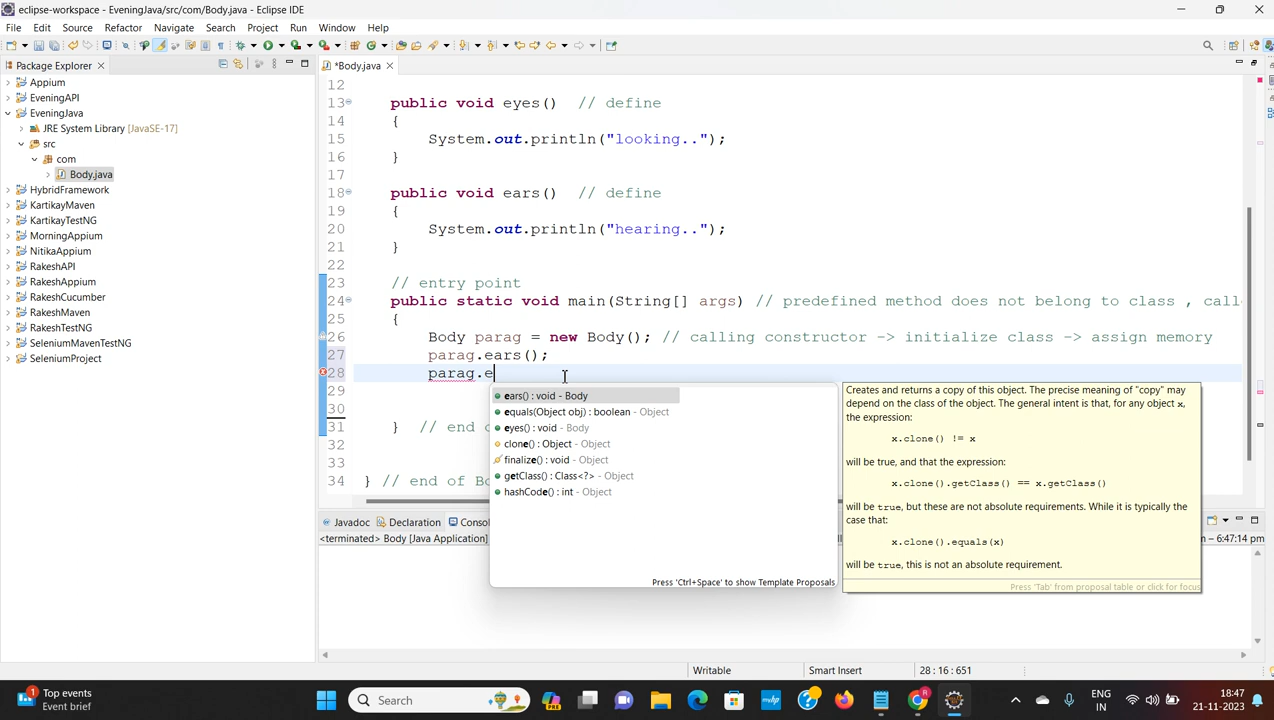 eclipse-workspace - EveningJava/src/com/Body.java - Eclipse IDE
File Edit Source Refactor Navigate Search Project Run Window Help
Package Explorer
*Body.java
Appium
EveningAPI
EveningJava
JRE System Library [JavaSE-17]
src
com
Body.java
HybridFramework
KartikayMaven
KartikayTestNG
MorningAppium
NitikaAppium
RakeshAPI
RakeshAppium
RakeshCucumber
RakeshMaven
RakeshTestNG
SeleniumMavenTestNG
SeleniumProject
12
13 public void eyes() // define
14 {
15 System.out.println("looking..");
16 }
17
18 public void ears() // define
19 {
20 System.out.println("hearing..");
21 }
22
23 // entry point
24 public static void main(String[] args) // predefined method does not belong to class , call
25 {
26 Body parag = new Body(); // calling constructor -> initialize class -> assign memory
27 parag.ears();
28 parag.e
29
30
31 } // end o
32
33
34 } // end of Bo
ears() : void - Body
equals(Object obj) : boolean - Object
eyes() : void - Body
clone() : Object - Object
finalize() : void - Object
getClass() : Class<?> - Object
hashCode() : int - Object
Press 'Ctrl+Space' to show Template Proposals
Creates and returns a copy of this object. The precise meaning of "copy" may
depend on the class of the object. The general intent is that, for any object x,
the expression:
x.clone() != x
will be true, and that the expression:
x.clone().getClass() == x.getClass()
will be true, but these are not absolute requirements. While it is typically the
case that:
x.clone().equals(x)
will be true, this is not an absolute requirement.
Press 'Tab' from proposal table or click for focus
Javadoc Declaration Conso
<terminated> Body [Java Application]
m – 6:47:14 pm
Writable Smart Insert 28 : 16 : 651
1
Top events
Event brief
Search
PRE
ENG
IN
18:47
21-11-2023